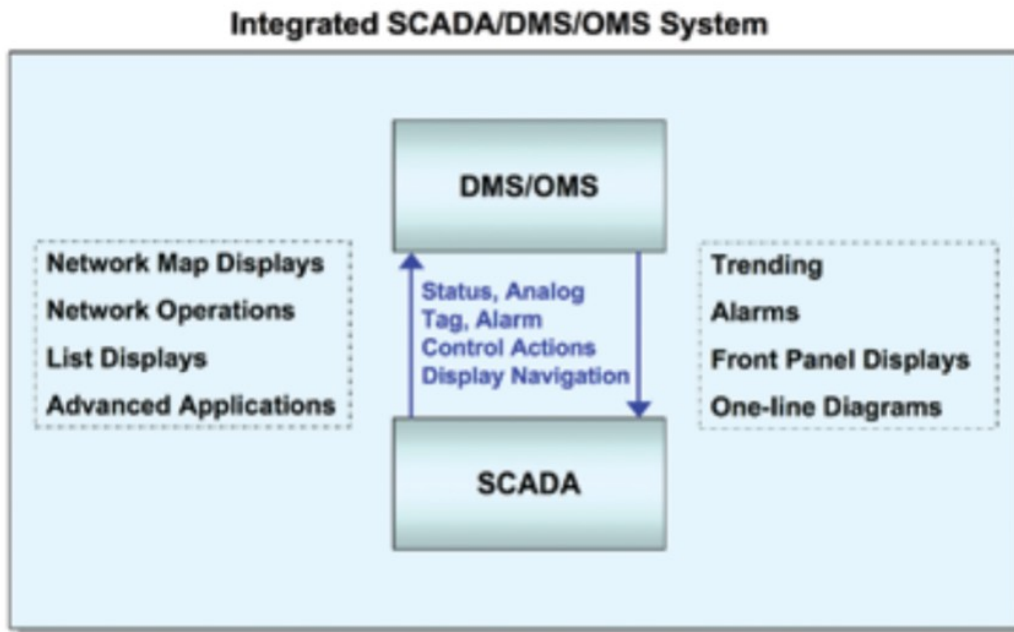 Integrated SCADA/DMS/OMS System
DMS/OMS
Network Map Displays
Network Operations
List Displays
Advanced Applications
Status, Analog
Tag, Alarm
Control Actions
Display Navigation
Trending
Alarms
Front Panel Displays
One-line Diagrams
SCADA